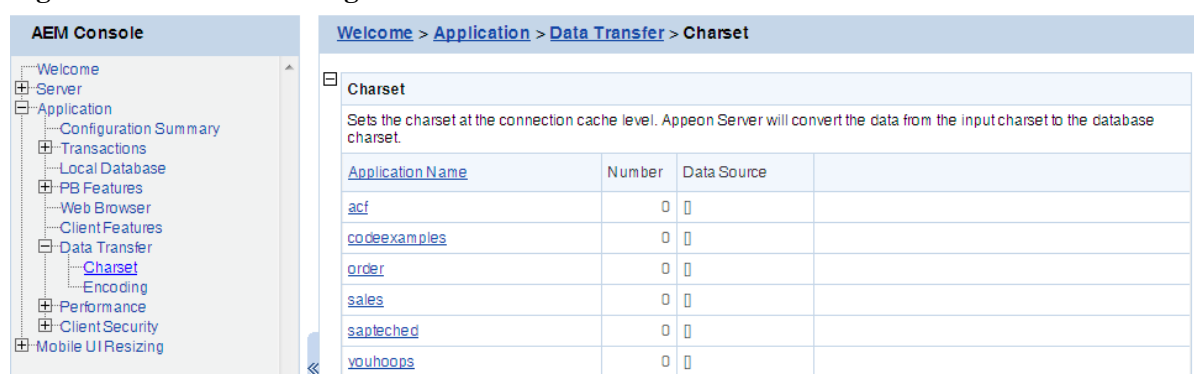 AEM Console
Welcome
Server
Application
Configuration Summary
Transactions
Local Database
PB Features
Web Browser
Client Features
Data Transfer
Charset
Encoding
Performance
Client Security
Mobile UI Resizing
Welcome > Application > Data Transfer > Charset
Charset
Sets the charset at the connection cache level. Appeon Server will convert the data from the input charset to the database
charset.
Application Name Number Data Source
acf 0 []
codeexamples 0 []
order 0 []
sales 0 []
sapteched 0 []
youhoops 0 []